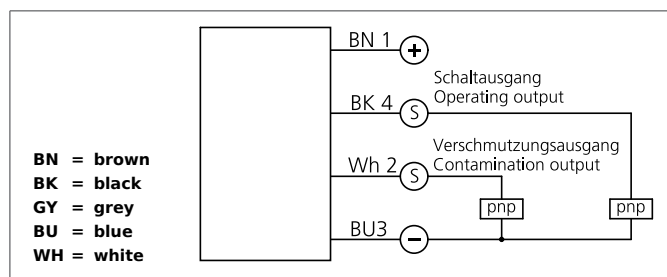 BN 1 +
BK 4 S
Schaltausgang
Operating output
Wh 2 S
Verschmutzungsausgang
Contamination output
pnp pnp
BU3 −
BN = brown
BK = black
GY = grey
BU = blue
WH = white